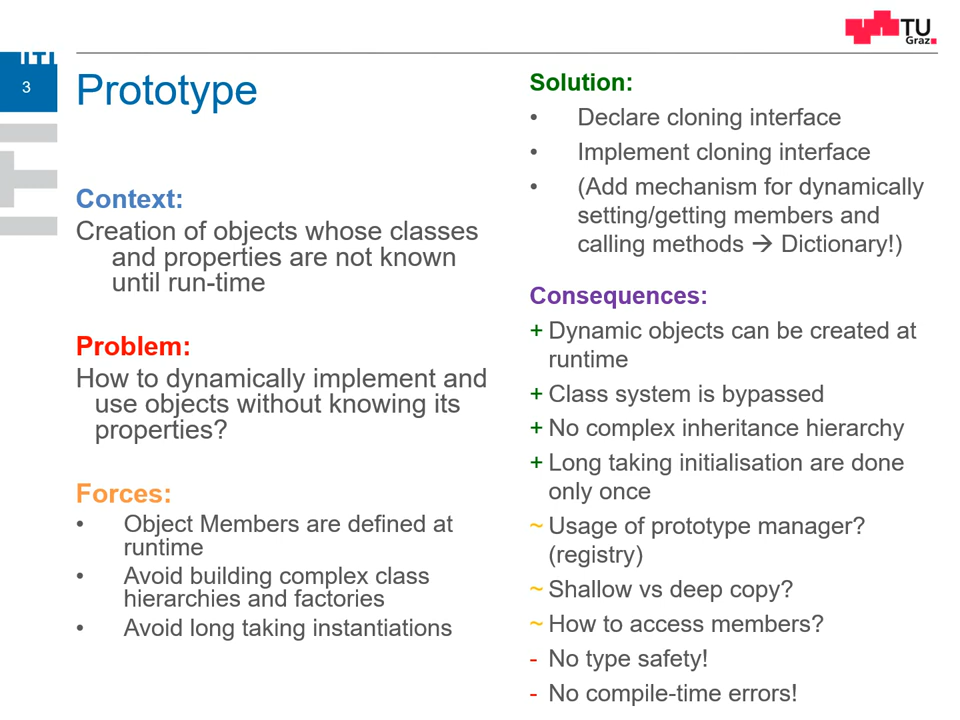 TU
Graz
3
Prototype
Context:
Creation of objects whose classes
and properties are not known
until run-time
Problem:
How to dynamically implement and
use objects without knowing its
properties?
Forces:
• Object Members are defined at
runtime
• Avoid building complex class
hierarchies and factories
• Avoid long taking instantiations
Solution:
• Declare cloning interface
• Implement cloning interface
• (Add mechanism for dynamically
setting/getting members and
calling methods → Dictionary!)
Consequences:
+ Dynamic objects can be created at
runtime
+ Class system is bypassed
+ No complex inheritance hierarchy
+ Long taking initialisation are done
only once
~ Usage of prototype manager?
(registry)
~ Shallow vs deep copy?
~ How to access members?
- No type safety!
- No compile-time errors!